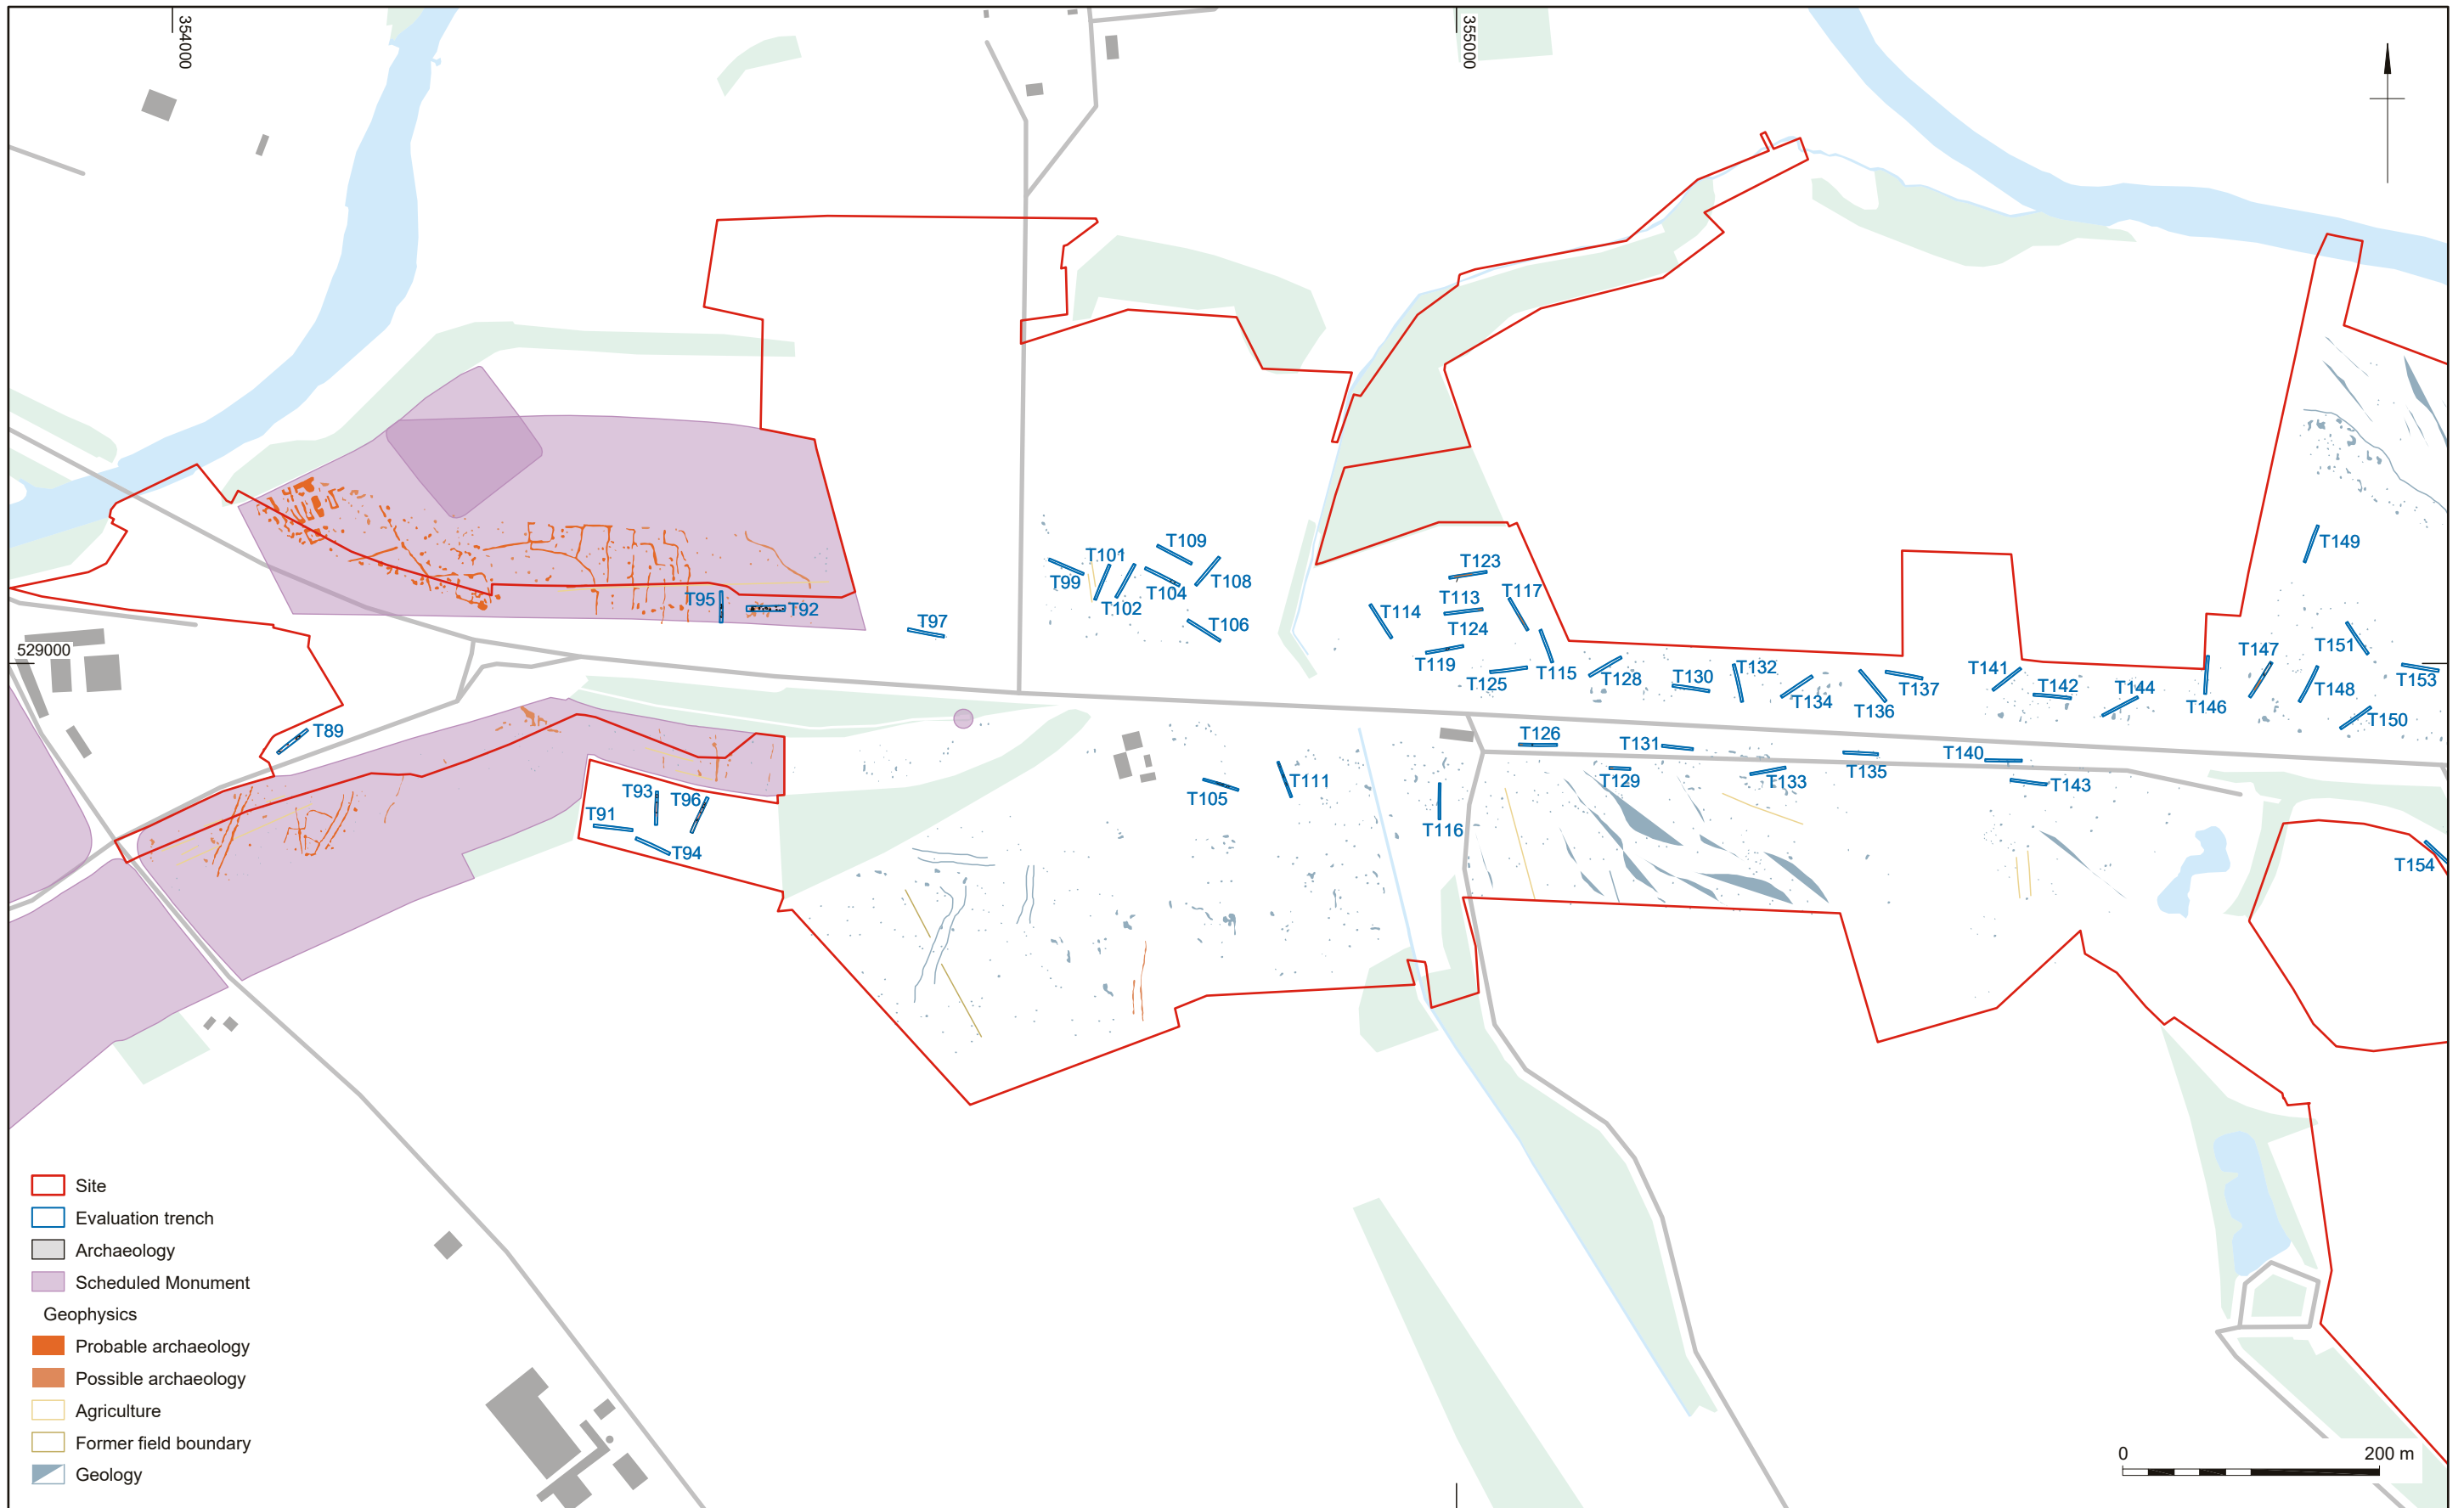 354000
355000
T109
T101
T99
T108
T104
T102
T106
T123
T149
T113
T117
T114
T124
T95
T92
T97
T119
T115
T125
T128
T130
T132
T134
T136
T137
T141
T142
T144
T146
T147
T151
T148
T153
T150
529000
T89
T126
T131
T129
T133
T135
T140
T143
T93
T96
T91
T94
T105
T111
T116
T154
Site
Evaluation trench
Archaeology
Scheduled Monument
Geophysics
Probable archaeology
Possible archaeology
Agriculture
Former field boundary
Geology
0 200 m